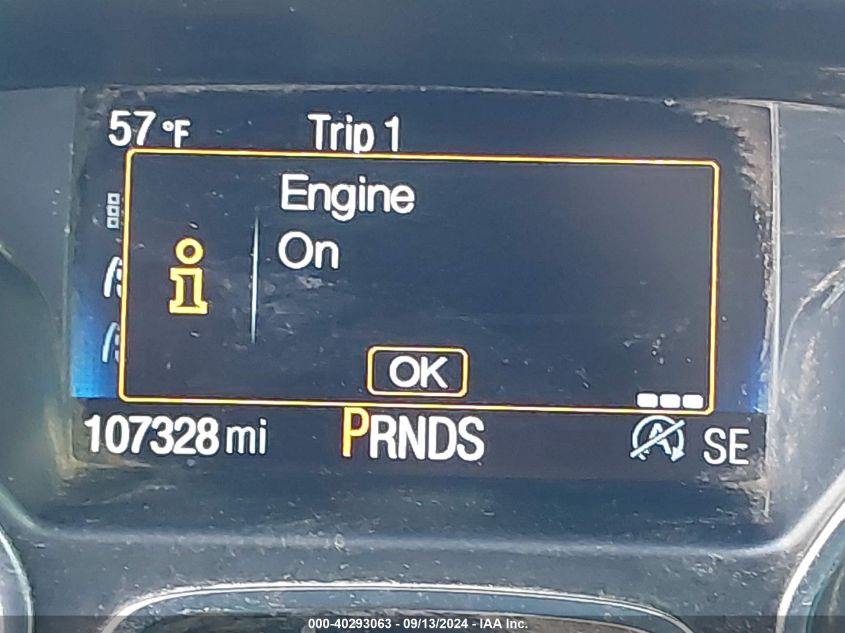 57 °F
Trip 1
Engine
On
OK
107328 mi
PRNDS
A
SE
000-40293063 - 09/13/2024 - IAA Inc.